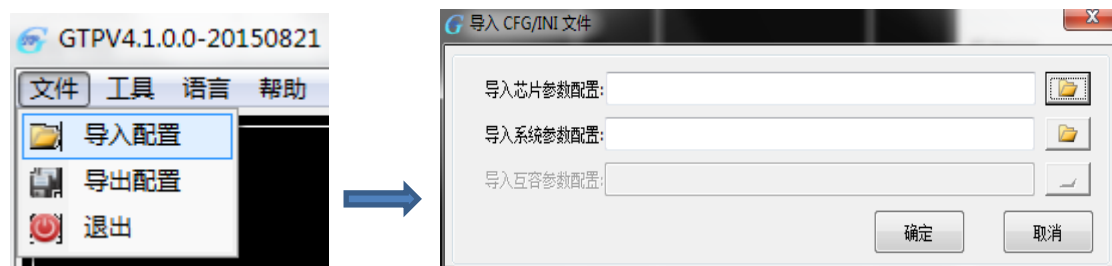 GTPV4.1.0.0-20150821
文件 工具 语言 帮助
导入配置
导出配置
退出
导入 CFG/INI 文件
导入芯片参数配置:
导入系统参数配置:
导入互容参数配置:
确定 取消